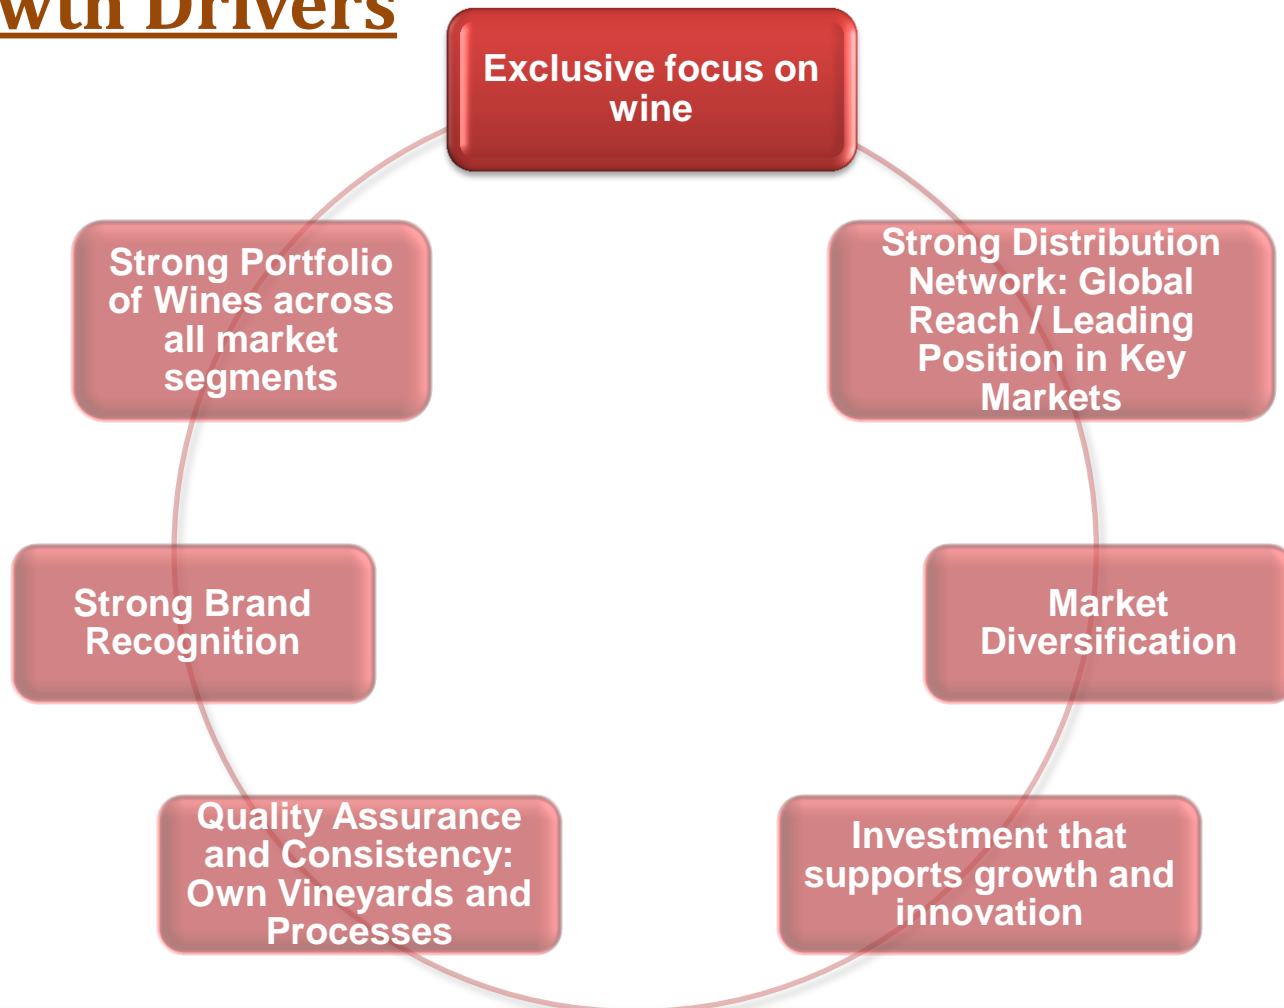 wth Drivers
Exclusive focus on
wine
Strong Distribution
Network: Global
Reach / Leading
Position in Key
Markets
Market
Diversification
Investment that
supports growth and
innovation
Quality Assurance
and Consistency:
Own Vineyards and
Processes
Strong Brand
Recognition
Strong Portfolio
of Wines across
all market
segments